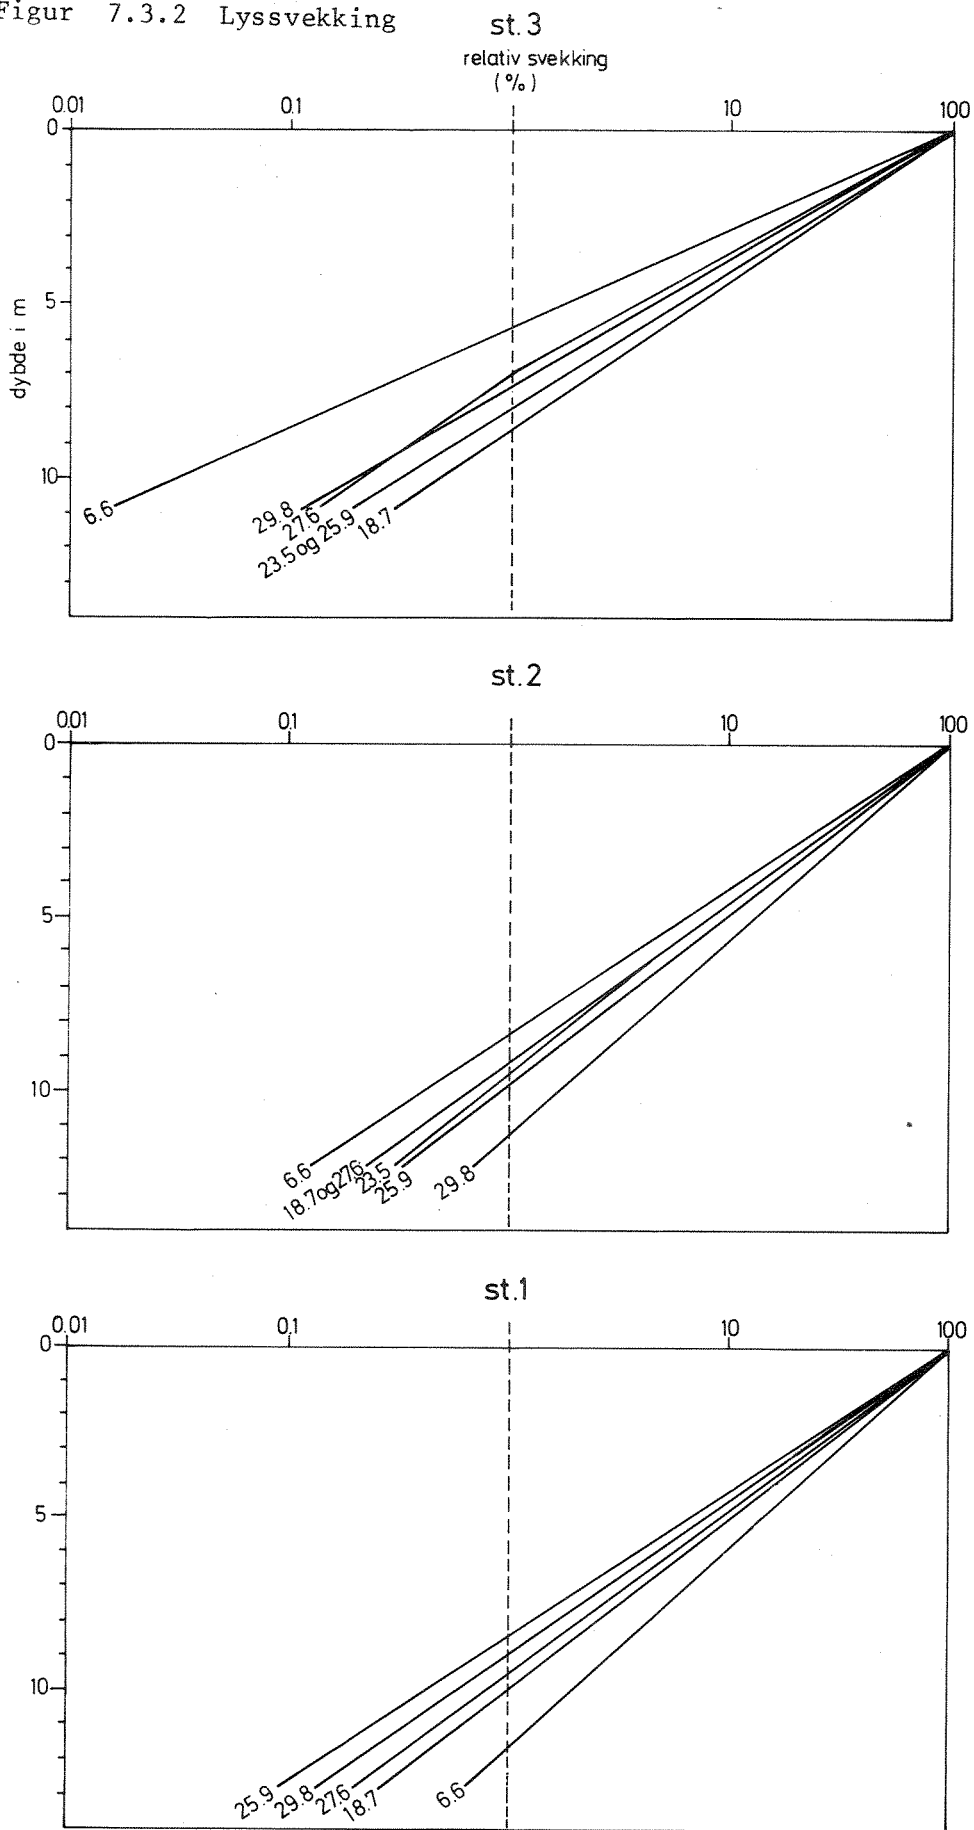 Figur 7.3.2 Lyssvekking
st.3
relativ svekking
(%)
0.01 0.1 10 100
0
5
10
dybde i m
6.6
29.8
27.6
23.5 og 25.9
18.7
st.2
0.01 0.1 10 100
0
5
10
6.6
18.7 og 27.6
23.5
25.9
29.8
st.1
0.01 0.1 10 100
0
5
10
25.9
29.8
27.6
18.7
6.6